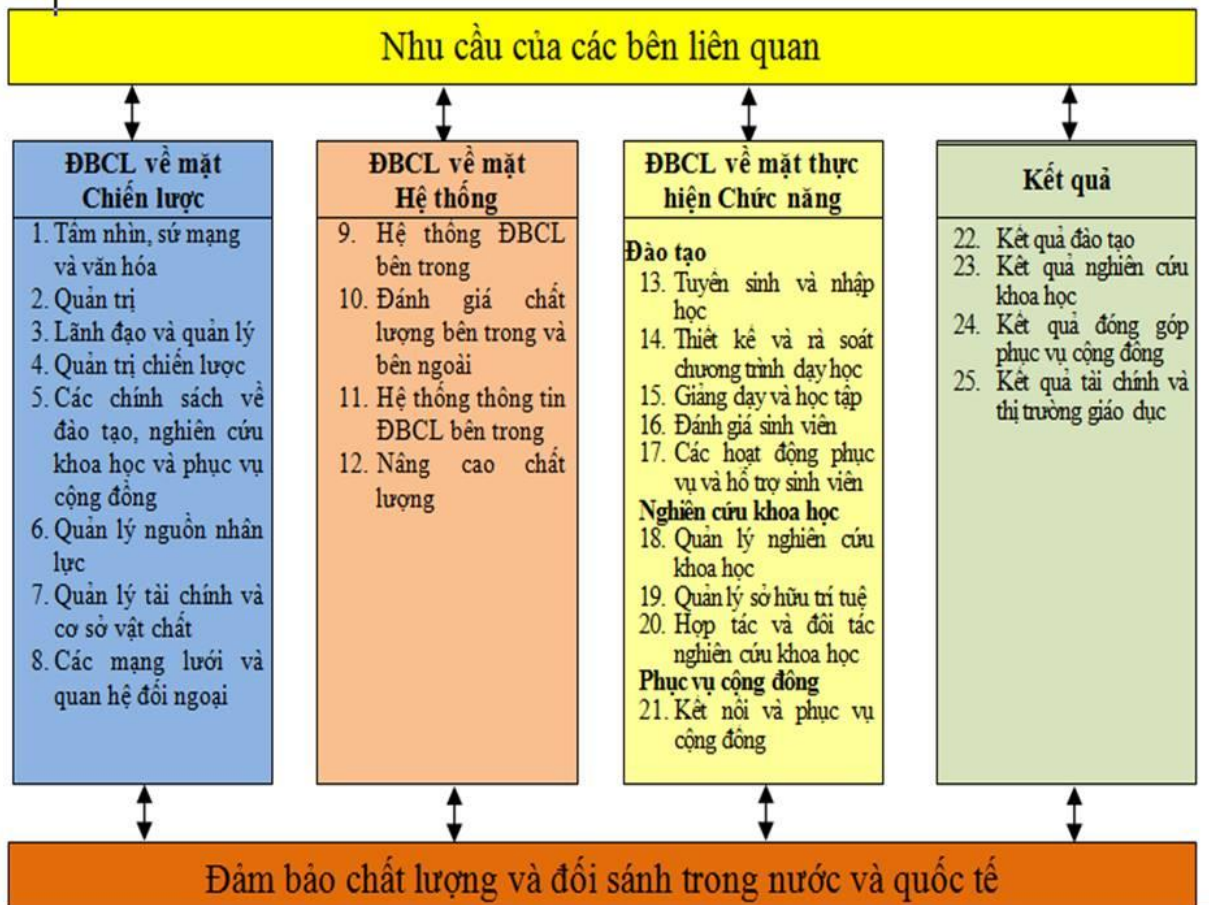 Nhu cầu của các bên liên quan
ĐBCL về mặt
Chiến lược
1. Tầm nhìn, sứ mạng
và văn hóa
2. Quản trị
3. Lãnh đạo và quản lý
4. Quản trị chiến lược
5. Các chính sách về
đào tạo, nghiên cứu
khoa học và phục vụ
cộng đồng
6. Quản lý nguồn nhân
lực
7. Quản lý tài chính và
cơ sở vật chất
8. Các mạng lưới và
quan hệ đối ngoại
ĐBCL về mặt
Hệ thống
9. Hệ thống ĐBCL
bên trong
10. Đánh giá chất
lượng bên trong và
bên ngoài
11. Hệ thống thông tin
ĐBCL bên trong
12. Nâng cao chất
lượng
ĐBCL về mặt thực
hiện Chức năng
Đào tạo
13. Tuyển sinh và nhập
học
14. Thiết kế và rà soát
chương trình dạy học
15. Giảng dạy và học tập
16. Đánh giá sinh viên
17. Các hoạt động phục
vụ và hỗ trợ sinh viên
Nghiên cứu khoa học
18. Quản lý nghiên cứu
khoa học
19. Quản lý sở hữu trí tuệ
20. Hợp tác và đối tác
nghiên cứu khoa học
Phục vụ cộng đồng
21. Kết nối và phục vụ
cộng đồng
Kết quả
22. Kết quả đào tạo
23. Kết quả nghiên cứu
khoa học
24. Kết quả đóng góp
phục vụ cộng đồng
25. Kết quả tài chính và
thị trường giáo dục
Đảm bảo chất lượng và đối sánh trong nước và quốc tế